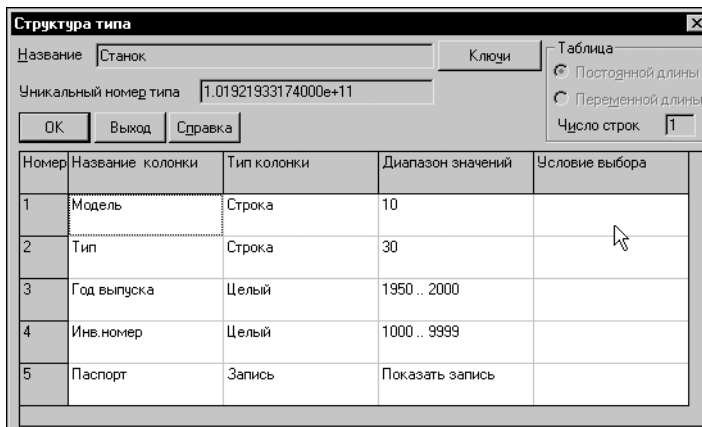 Структура типа
Название Станок Ключи
Таблица
Постоянной длины
Уникальный номер типа 1.01921933174000e+11
Переменной длины
OK Выход Справка Число строк 1
Номер Название колонки Тип колонки Диапазон значений Условие выбора
1 Модель Строка 10
2 Тип Строка 30
3 Год выпуска Целый 1950 .. 2000
4 Инв.номер Целый 1000 .. 9999
5 Паспорт Запись Показать запись